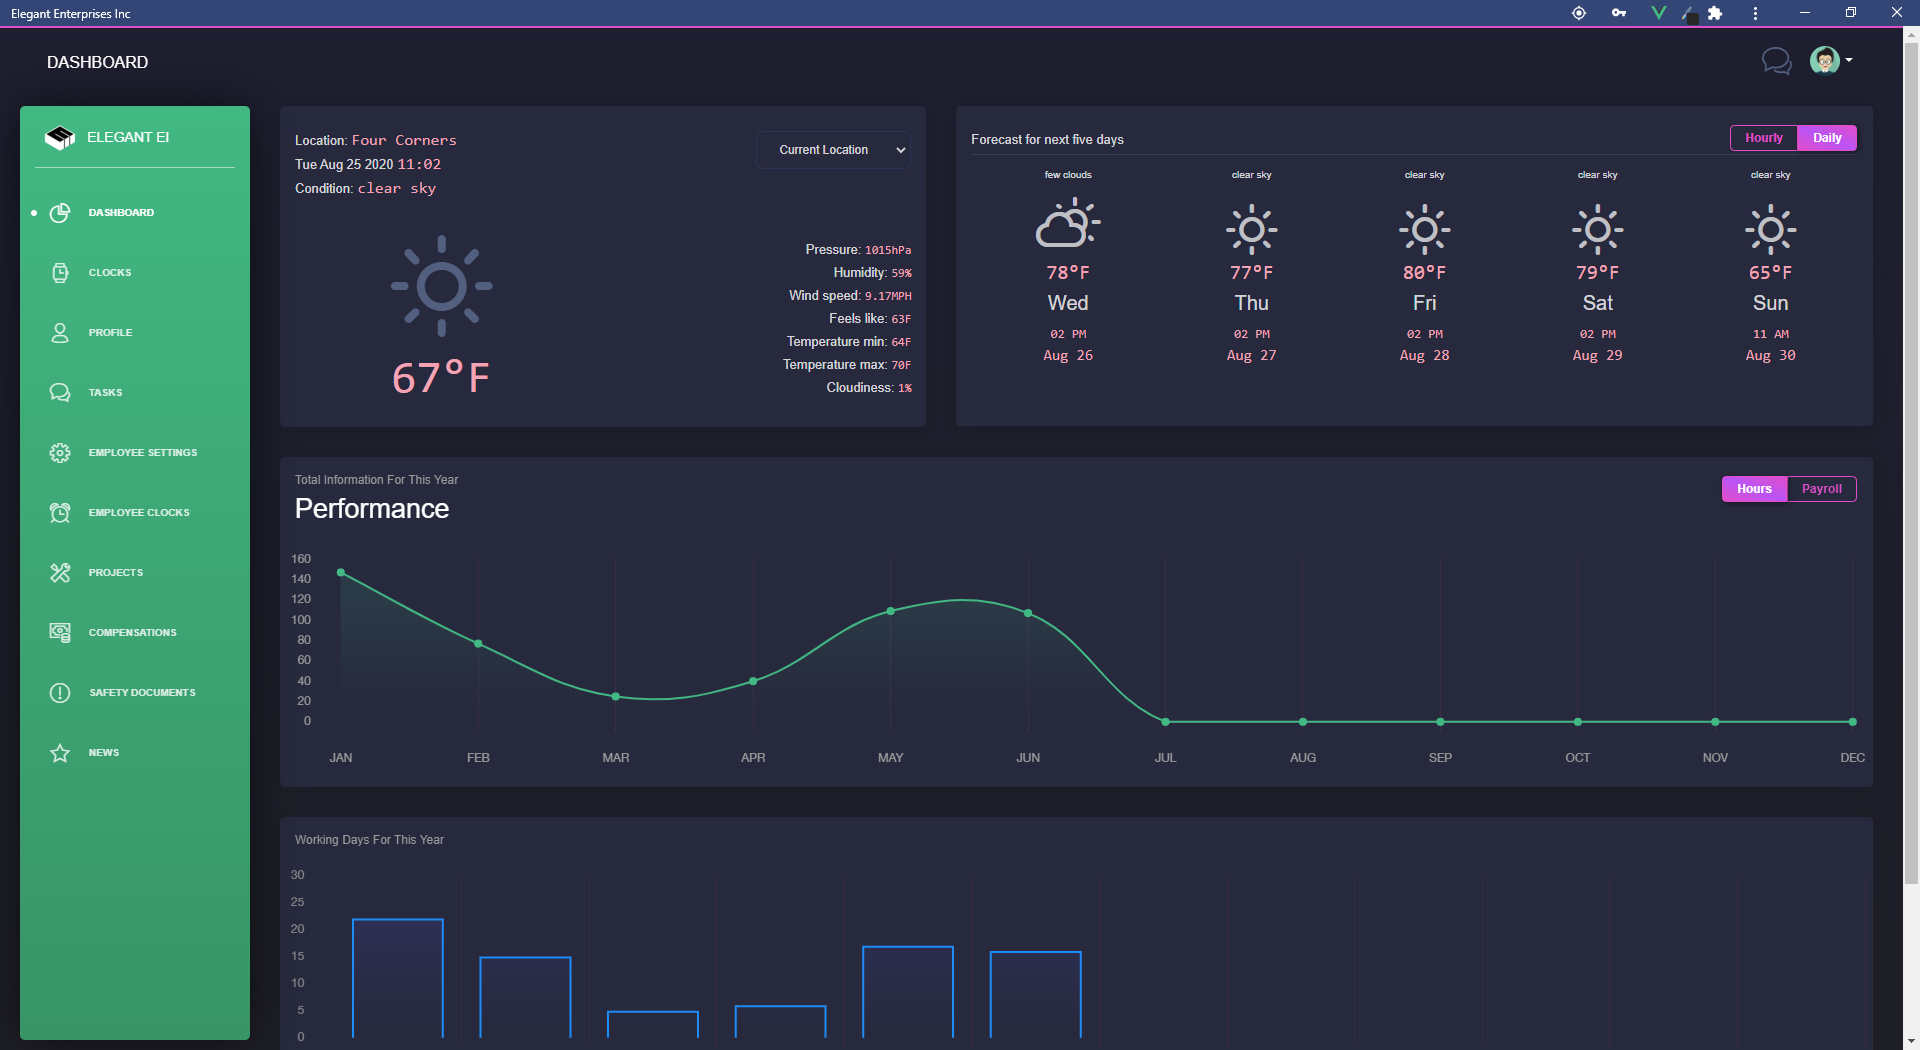 Elegant Enterprises Inc
DASHBOARD
ELEGANT EI
DASHBOARD
CLOCKS
PROFILE
TASKS
EMPLOYEE SETTINGS
EMPLOYEE CLOCKS
PROJECTS
COMPENSATIONS
SAFETY DOCUMENTS
NEWS
Location: Four Corners
Tue Aug 25 2020 11:02
Condition: clear sky
Current Location
67°F
Pressure: 1015hPa
Humidity: 59%
Wind speed: 9.17MPH
Feels like: 63F
Temperature min: 64F
Temperature max: 70F
Cloudiness: 1%
Forecast for next five days
Hourly Daily
few clouds clear sky clear sky clear sky clear sky
78°F 77°F 80°F 79°F 65°F
Wed Thu Fri Sat Sun
02 PM 02 PM 02 PM 02 PM 11 AM
Aug 26 Aug 27 Aug 28 Aug 29 Aug 30
Total Information For This Year
Performance
Hours Payroll
160
140
120
100
80
60
40
20
0
JAN FEB MAR APR MAY JUN JUL AUG SEP OCT NOV DEC
Working Days For This Year
30
25
20
15
10
5
0